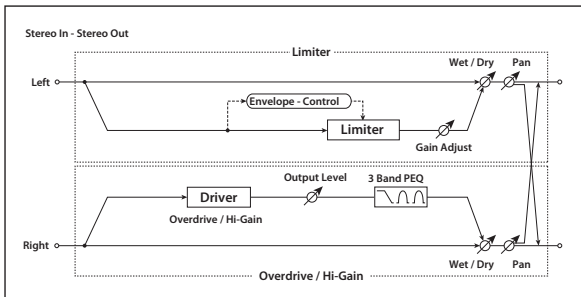 Stereo In - Stereo Out
Limiter
Wet / Dry
Pan
Left
Envelope - Control
Limiter
Gain Adjust
Output Level
3 Band PEQ
Driver
Overdrive / Hi-Gain
Right
Wet / Dry
Pan
Overdrive / Hi-Gain